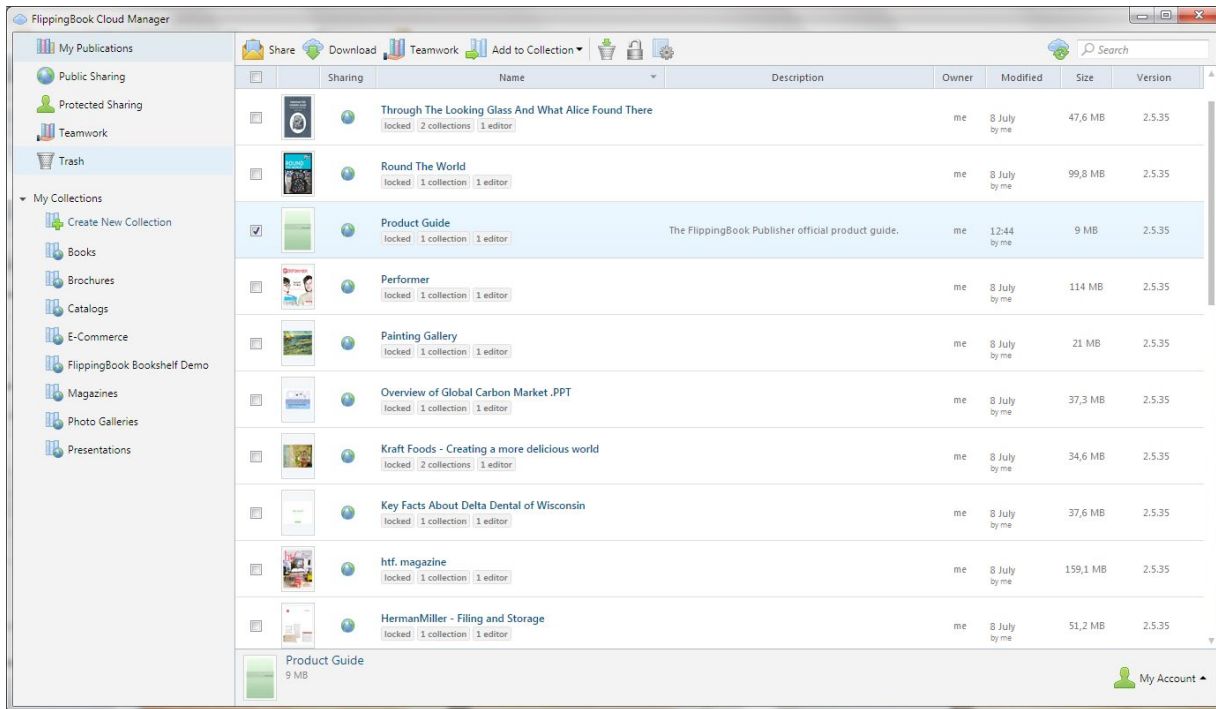 FlippingBook Cloud Manager
My Publications
Public Sharing
Protected Sharing
Teamwork
Trash
My Collections
Create New Collection
Books
Brochures
Catalogs
E-Commerce
FlippingBook Bookshelf Demo
Magazines
Photo Galleries
Presentations
Share Download Teamwork Add to Collection Search
Sharing Name Description Owner Modified Size Version
Through The Looking Glass And What Alice Found There
locked 2 collections 1 editor
me 8 July 47,6 MB 2.5.35
by me
Round The World
locked 1 collection 1 editor
me 8 July 99,8 MB 2.5.35
by me
Product Guide
locked 1 collection 1 editor
The FlippingBook Publisher official product guide. me 12:44 9 MB 2.5.35
by me
Performer
locked 1 collection 1 editor
me 8 July 114 MB 2.5.35
by me
Painting Gallery
locked 1 collection 1 editor
me 8 July 21 MB 2.5.35
by me
Overview of Global Carbon Market .PPT
locked 1 collection 1 editor
me 8 July 37,3 MB 2.5.35
by me
Kraft Foods - Creating a more delicious world
locked 2 collections 1 editor
me 8 July 34,6 MB 2.5.35
by me
Key Facts About Delta Dental of Wisconsin
locked 1 collection 1 editor
me 8 July 37,6 MB 2.5.35
by me
htf. magazine
locked 1 collection 1 editor
me 8 July 159,1 MB 2.5.35
by me
HermanMiller - Filing and Storage
locked 1 collection 1 editor
me 8 July 51,2 MB 2.5.35
by me
Product Guide
9 MB
My Account